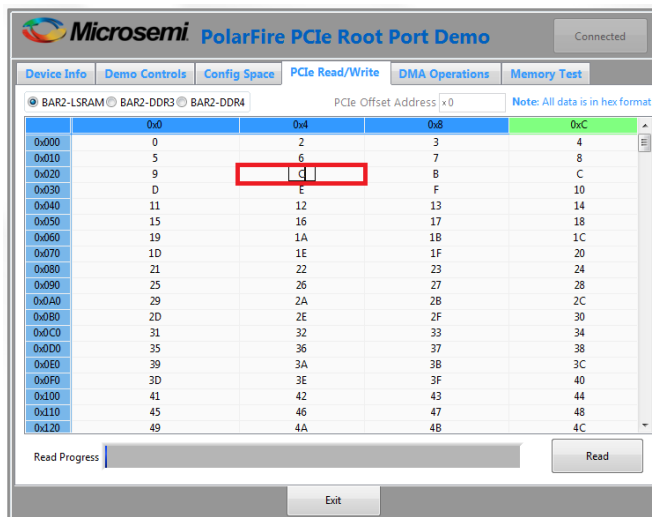 Microsemi. PolarFire PCIe Root Port Demo Connected
Device Info Demo Controls Config Space PCIe Read/Write DMA Operations Memory Test
BAR2-LSRAM BAR2-DDR3 BAR2-DDR4 PCIe Offset Address x 0 Note: All data is in hex format
0x0 0x4 0x8 0xC
0x000 0 2 3 4
0x010 5 6 7 8
0x020 9 C B C
0x030 D E F 10
0x040 11 12 13 14
0x050 15 16 17 18
0x060 19 1A 1B 1C
0x070 1D 1E 1F 20
0x080 21 22 23 24
0x090 25 26 27 28
0x0A0 29 2A 2B 2C
0x0B0 2D 2E 2F 30
0x0C0 31 32 33 34
0x0D0 35 36 37 38
0x0E0 39 3A 3B 3C
0x0F0 3D 3E 3F 40
0x100 41 42 43 44
0x110 45 46 47 48
0x120 49 4A 4B 4C
Read Progress Read
Exit